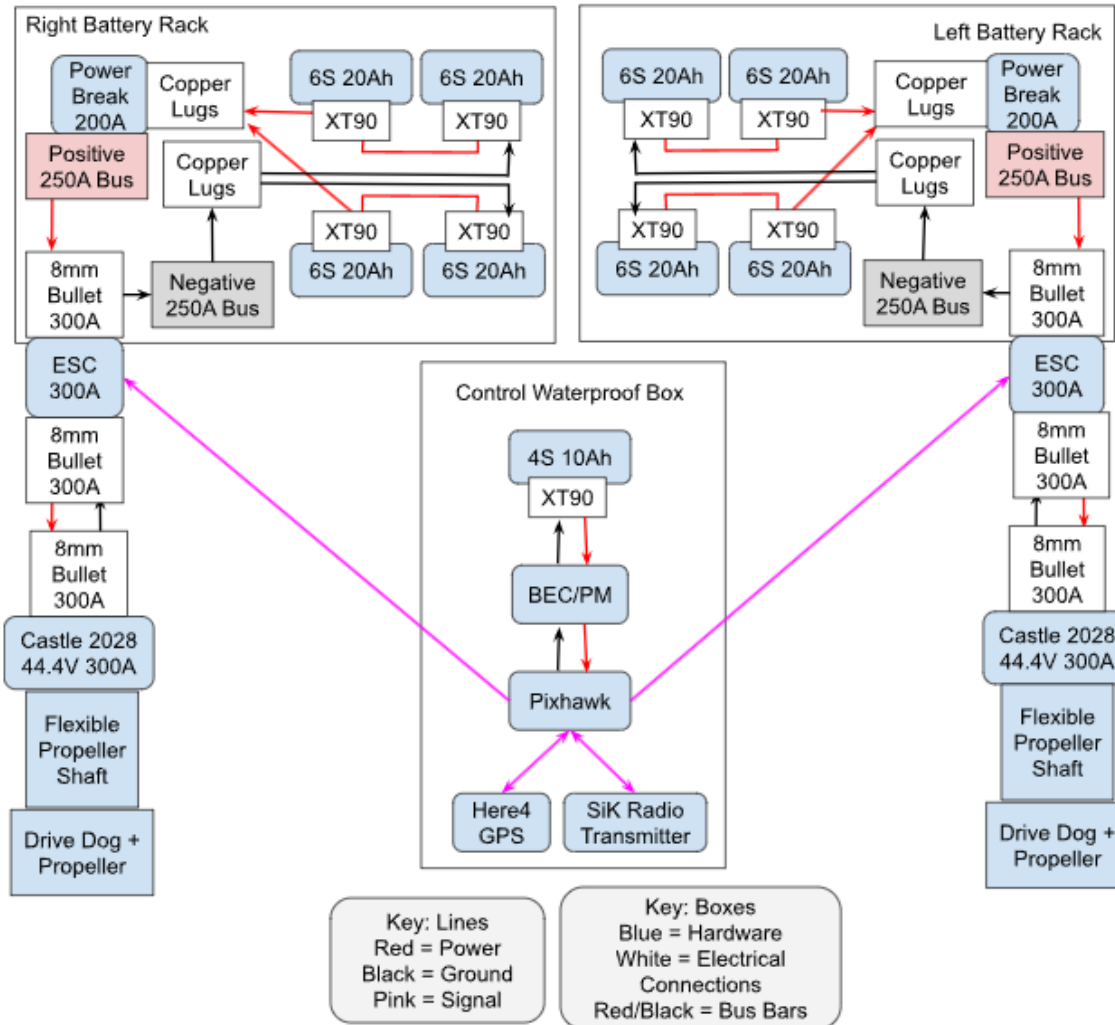 Right Battery Rack
Power
Break
200A
Copper
Lugs
6S 20Ah
6S 20Ah
XT90
XT90
Positive
250A Bus
Copper
Lugs
XT90
XT90
6S 20Ah
6S 20Ah
8mm
Bullet
300A
Negative
250A Bus
ESC
300A
8mm
Bullet
300A
8mm
Bullet
300A
Castle 2028
44.4V 300A
Flexible
Propeller
Shaft
Drive Dog +
Propeller
Left Battery Rack
6S 20Ah
6S 20Ah
XT90
XT90
Copper
Lugs
Power
Break
200A
Copper
Lugs
Positive
250A Bus
XT90
XT90
6S 20Ah
6S 20Ah
Negative
250A Bus
8mm
Bullet
300A
ESC
300A
8mm
Bullet
300A
8mm
Bullet
300A
Castle 2028
44.4V 300A
Flexible
Propeller
Shaft
Drive Dog +
Propeller
Control Waterproof Box
4S 10Ah
XT90
BEC/PM
Pixhawk
Here4
GPS
SiK Radio
Transmitter
Key: Lines
Red = Power
Black = Ground
Pink = Signal
Key: Boxes
Blue = Hardware
White = Electrical
Connections
Red/Black = Bus Bars